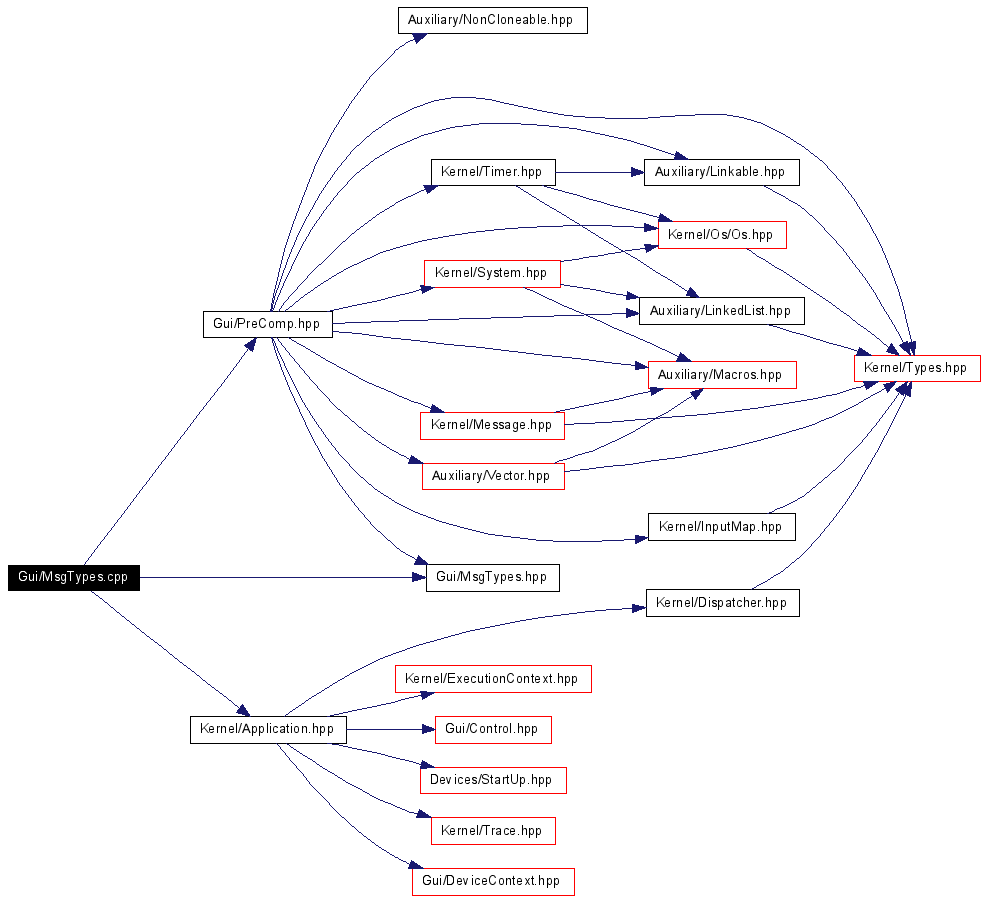 Auxiliary/NonCloneable.hpp
Kernel/Timer.hpp
Auxiliary/Linkable.hpp
Kernel/Os/Os.hpp
Kernel/System.hpp
Auxiliary/LinkedList.hpp
Gui/PreComp.hpp
Kernel/Types.hpp
Auxiliary/Macros.hpp
Kernel/Message.hpp
Auxiliary/Vector.hpp
Kernel/InputMap.hpp
Gui/MsgTypes.cpp
Gui/MsgTypes.hpp
Kernel/Dispatcher.hpp
Kernel/ExecutionContext.hpp
Kernel/Application.hpp
Gui/Control.hpp
Devices/StartUp.hpp
Kernel/Trace.hpp
Gui/DeviceContext.hpp